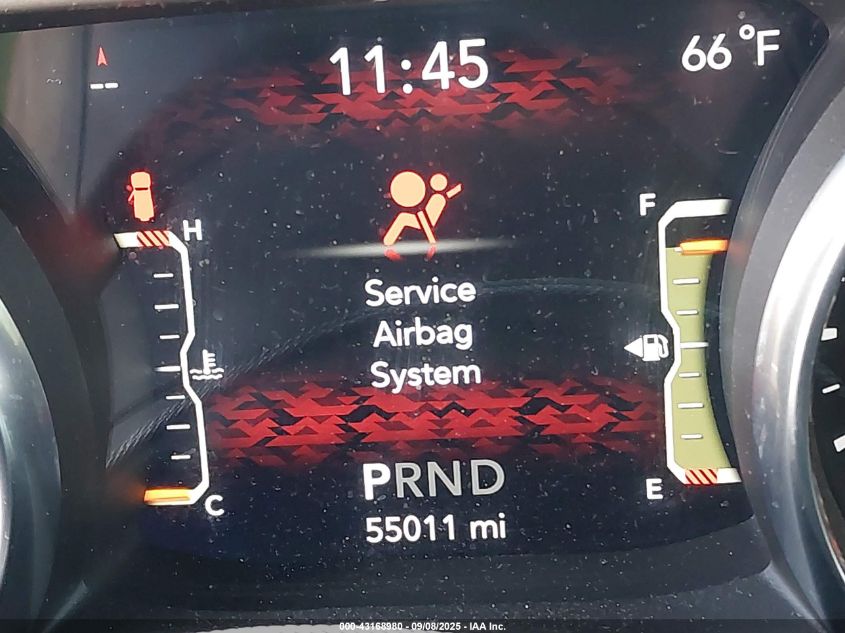 11:45
66 °F
H
F
Service
Airbag
System
PRND
C
E
55011 mi
000-43168980 - 09/08/2025 - IAA Inc.